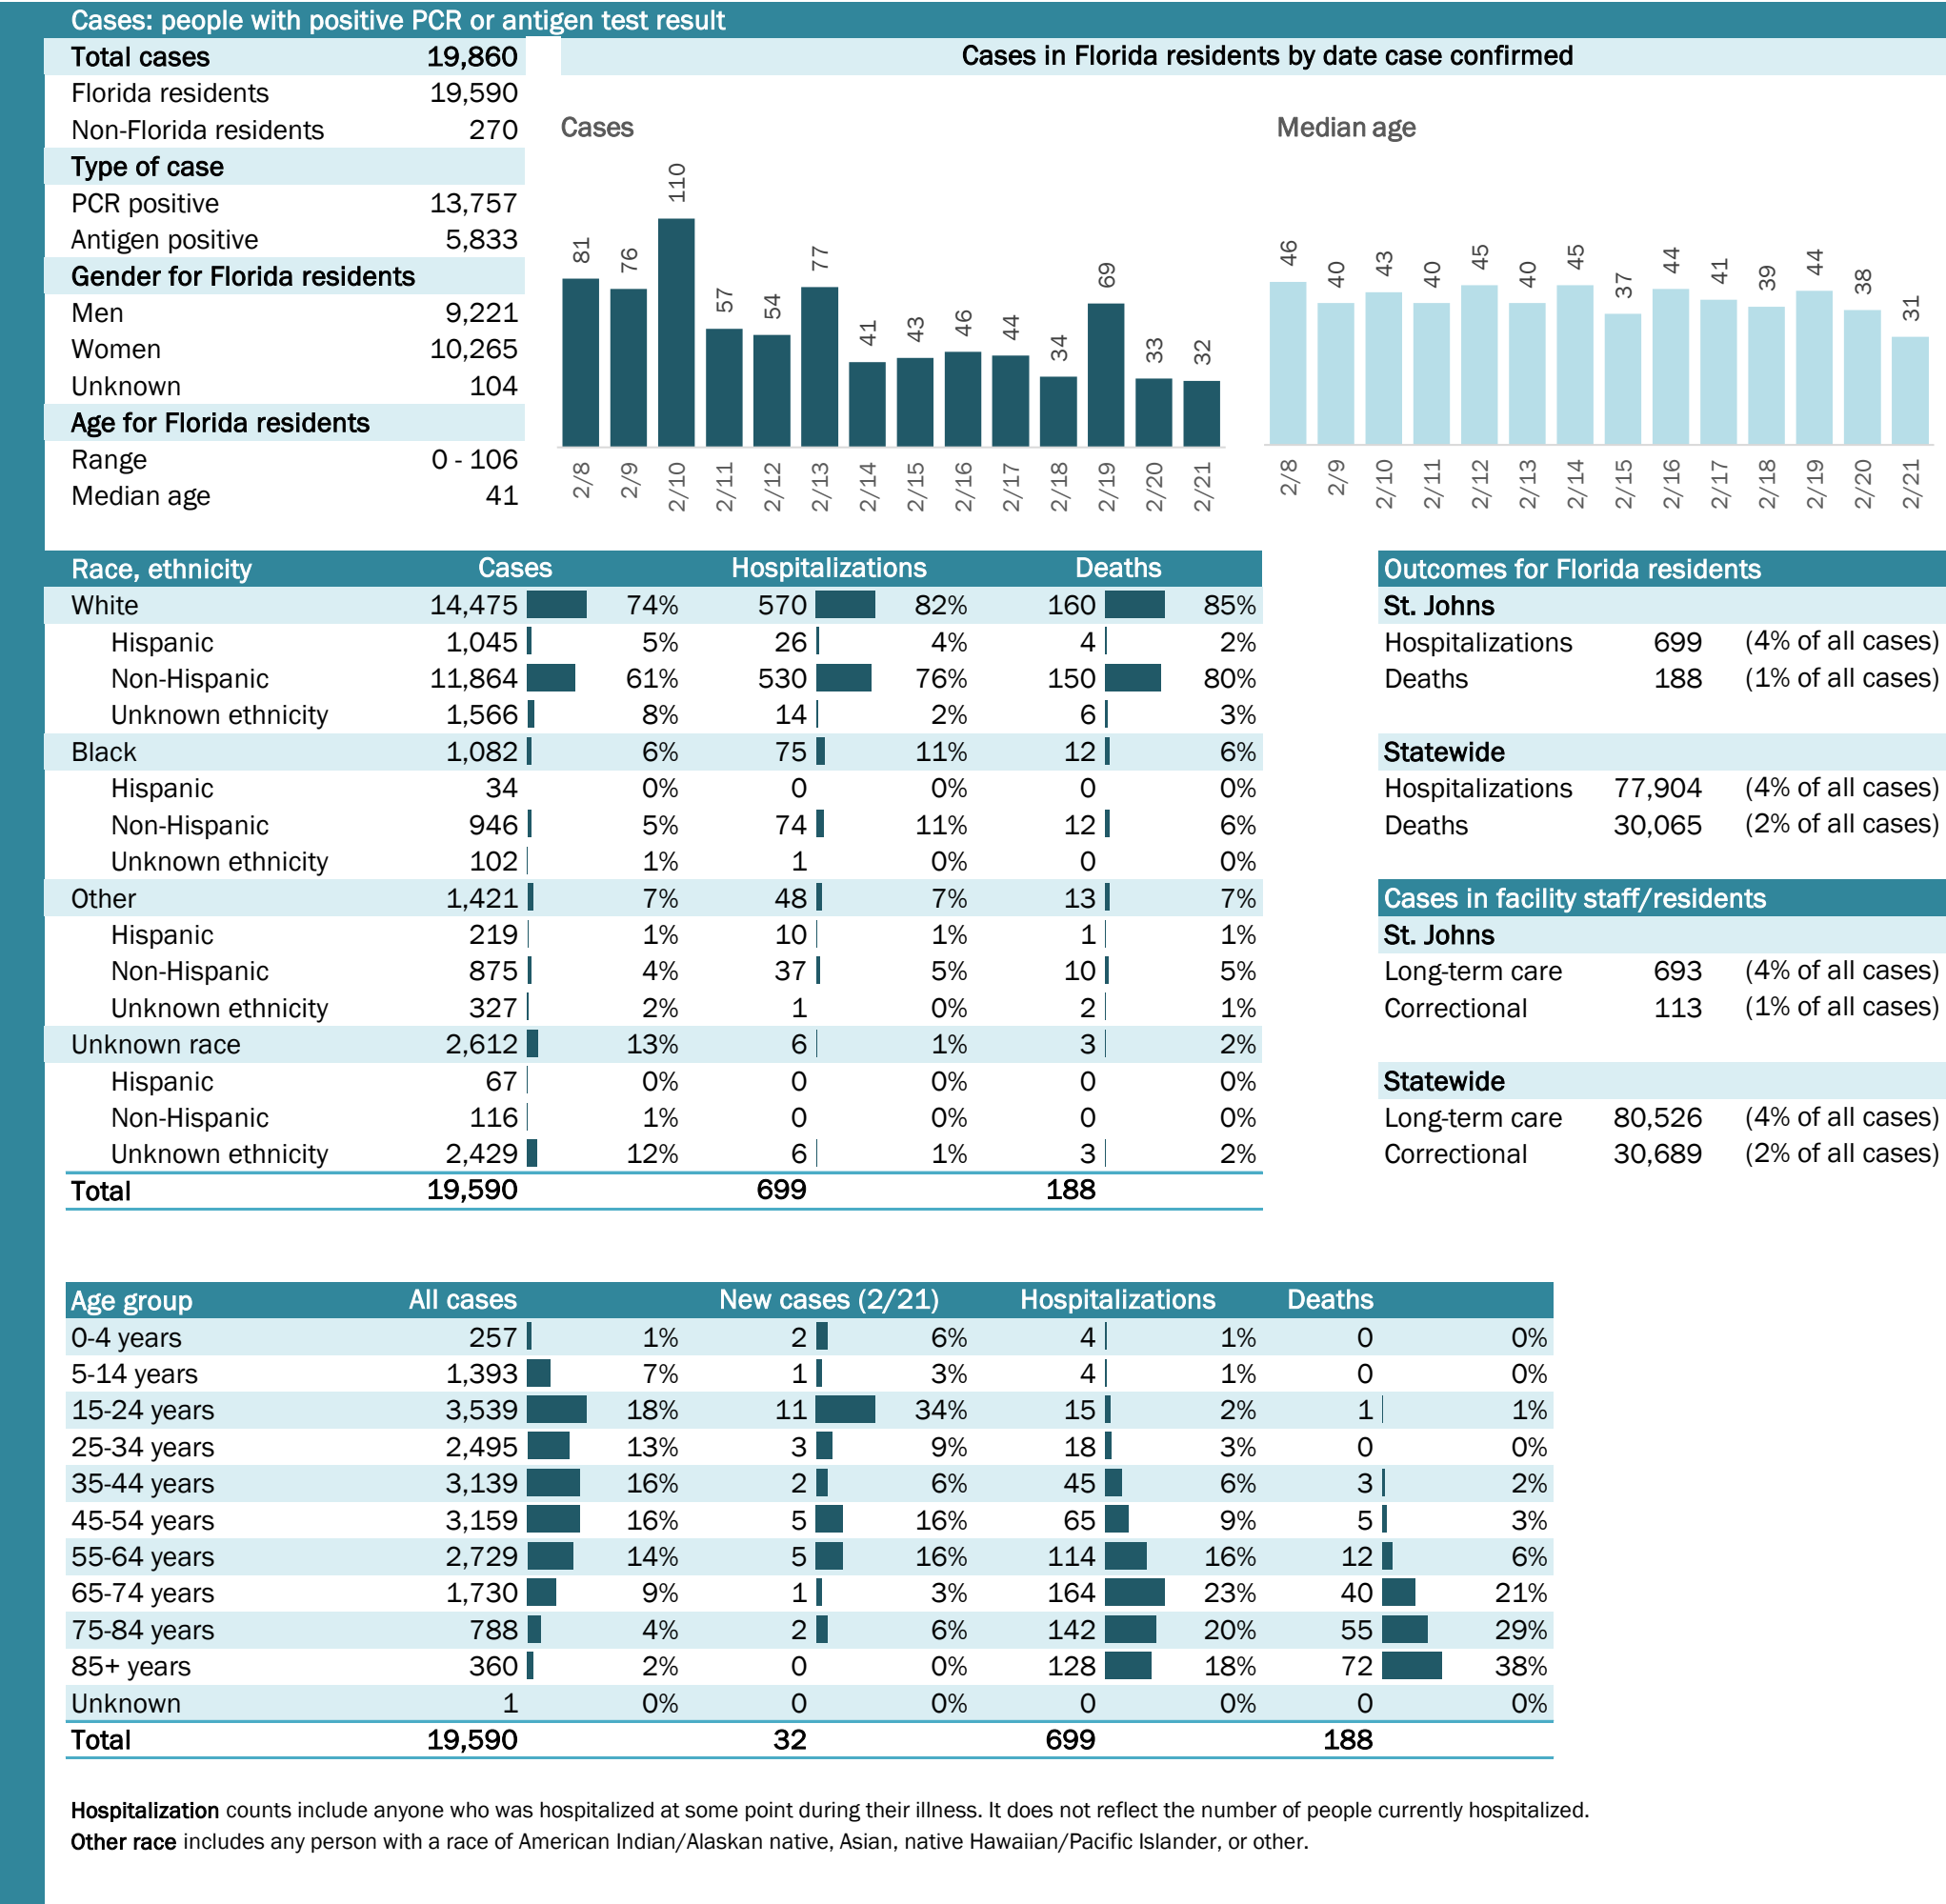 Cases: people with positive PCR or antigen test result
Total cases 19,860
Florida residents 19,590
Non-Florida residents 270
Type of case
PCR positive 13,757
Antigen positive 5,833
Gender for Florida residents
Men 9,221
Women 10,265
Unknown 104
Age for Florida residents
Range 0 - 106
Median age 41
Cases in Florida residents by date case confirmed
Cases
81 76 110 57 54 77 41 43 46 44 34 69 33 32
2/8 2/9 2/10 2/11 2/12 2/13 2/14 2/15 2/16 2/17 2/18 2/19 2/20 2/21
Median age
46 40 43 40 45 40 45 37 44 41 39 44 38 31
2/8 2/9 2/10 2/11 2/12 2/13 2/14 2/15 2/16 2/17 2/18 2/19 2/20 2/21
Race, ethnicity Cases Hospitalizations Deaths
White 14,475 74% 570 82% 160 85%
Hispanic 1,045 5% 26 4% 4 2%
Non-Hispanic 11,864 61% 530 76% 150 80%
Unknown ethnicity 1,566 8% 14 2% 6 3%
Black 1,082 6% 75 11% 12 6%
Hispanic 34 0% 0 0% 0 0%
Non-Hispanic 946 5% 74 11% 12 6%
Unknown ethnicity 102 1% 1 0% 0 0%
Other 1,421 7% 48 7% 13 7%
Hispanic 219 1% 10 1% 1 1%
Non-Hispanic 875 4% 37 5% 10 5%
Unknown ethnicity 327 2% 1 0% 2 1%
Unknown race 2,612 13% 6 1% 3 2%
Hispanic 67 0% 0 0% 0 0%
Non-Hispanic 116 1% 0 0% 0 0%
Unknown ethnicity 2,429 12% 6 1% 3 2%
Total 19,590 699 188
Outcomes for Florida residents
St. Johns
Hospitalizations 699 (4% of all cases)
Deaths 188 (1% of all cases)
Statewide
Hospitalizations 77,904 (4% of all cases)
Deaths 30,065 (2% of all cases)
Cases in facility staff/residents
St. Johns
Long-term care 693 (4% of all cases)
Correctional 113 (1% of all cases)
Statewide
Long-term care 80,526 (4% of all cases)
Correctional 30,689 (2% of all cases)
Age group All cases New cases (2/21) Hospitalizations Deaths
0-4 years 257 1% 2 6% 4 1% 0 0%
5-14 years 1,393 7% 1 3% 4 1% 0 0%
15-24 years 3,539 18% 11 34% 15 2% 1 1%
25-34 years 2,495 13% 3 9% 18 3% 0 0%
35-44 years 3,139 16% 2 6% 45 6% 3 2%
45-54 years 3,159 16% 5 16% 65 9% 5 3%
55-64 years 2,729 14% 5 16% 114 16% 12 6%
65-74 years 1,730 9% 1 3% 164 23% 40 21%
75-84 years 788 4% 2 6% 142 20% 55 29%
85+ years 360 2% 0 0% 128 18% 72 38%
Unknown 1 0% 0 0% 0 0% 0 0%
Total 19,590 32 699 188
Hospitalization counts include anyone who was hospitalized at some point during their illness. It does not reflect the number of people currently hospitalized.
Other race includes any person with a race of American Indian/Alaskan native, Asian, native Hawaiian/Pacific Islander, or other.